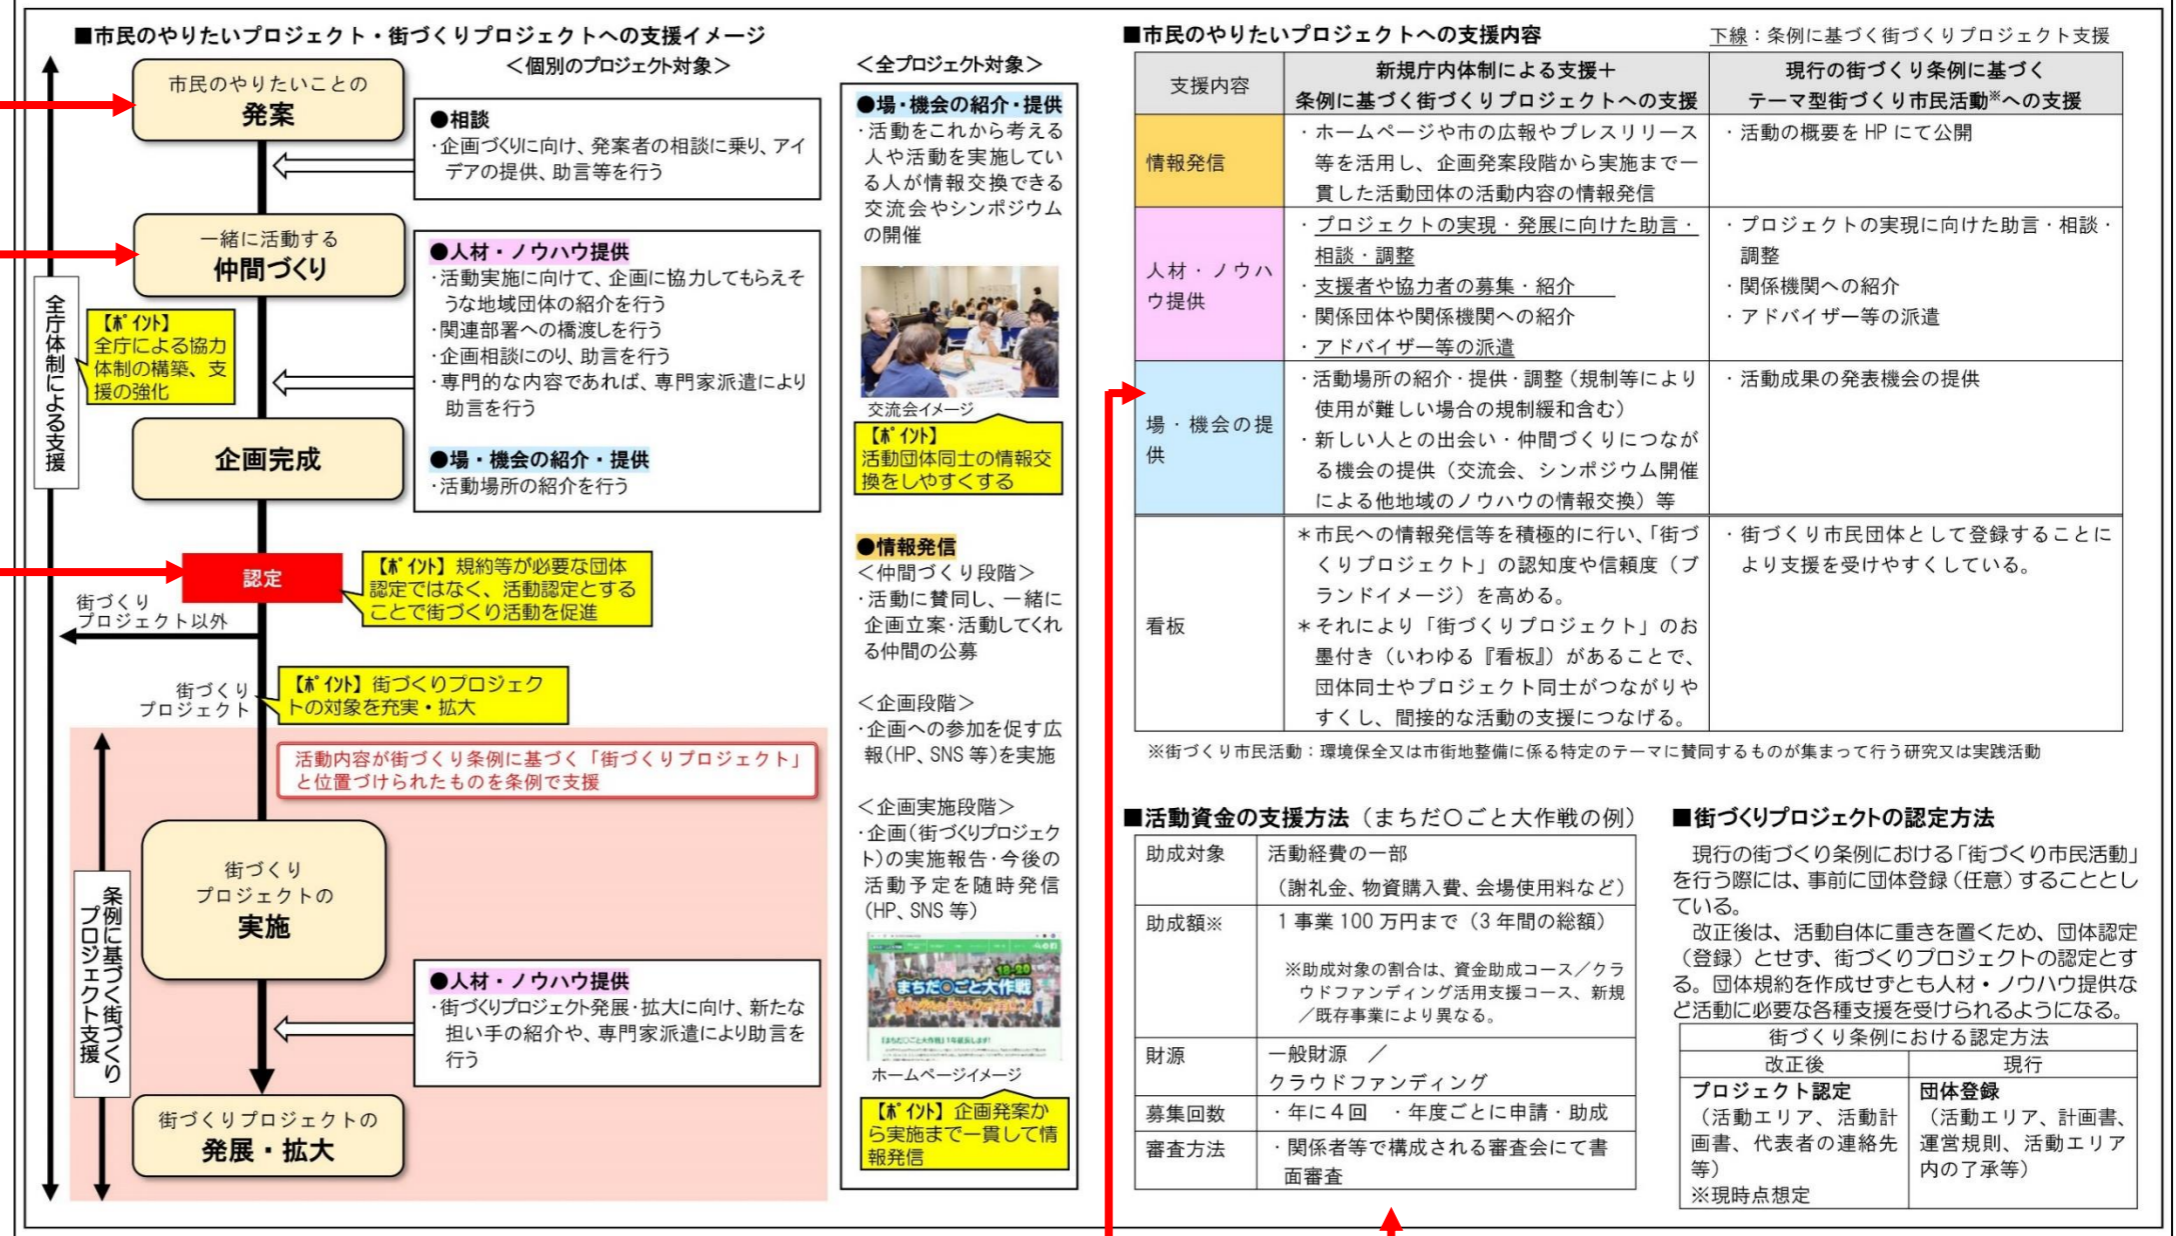 ■市民のやりたいプロジェクト・街づくりプロジェクトへの支援イメージ
＜個別のプロジェクト対象＞
＜全プロジェクト対象＞
市民のやりたいことの
発案
●相談
・企画づくりに向け、発案者の相談に乗り、アイ
デアの提供、助言等を行う
一緒に活動する
仲間づくり
●人材・ノウハウ提供
・活動実施に向けて、企画に協力してもらえそ
うな地域団体の紹介を行う
・関連部署への橋渡しを行う
・企画相談にのり、助言を行う
・専門的な内容であれば、専門家派遣により
助言を行う
●場・機会の紹介・提供
・活動場所の紹介を行う
全庁体制による支援
【ポイント】
全庁による協力
体制の構築、支
援の強化
企画完成
認定
【ポイント】規約等が必要な団体
認定ではなく、活動認定とする
ことで街づくり活動を促進
街づくり
プロジェクト以外
街づくり
プロジェクト
【ポイント】街づくりプロジェク
トの対象を充実・拡大
活動内容が街づくり条例に基づく「街づくりプロジェクト」
と位置づけられたものを条例で支援
条例に基づく街づくり
プロジェクト支援
街づくり
プロジェクトの
実施
●人材・ノウハウ提供
・街づくりプロジェクト発展・拡大に向け、新たな
担い手の紹介や、専門家派遣により助言を
行う
街づくりプロジェクトの
発展・拡大
●場・機会の紹介・提供
・活動をこれから考える
人や活動を実施してい
る人が情報交換できる
交流会やシンポジウム
の開催
交流会イメージ
【ポイント】
活動団体同士の情報交
換をしやすくする
●情報発信
＜仲間づくり段階＞
・活動に賛同し、一緒に
企画立案・活動してくれ
る仲間の公募
＜企画段階＞
・企画への参加を促す広
報(HP、SNS 等)を実施
＜企画実施段階＞
・企画(街づくりプロジェク
ト)の実施報告・今後の
活動予定を随時発信
(HP、SNS 等)
18-20
まちだ〇ごと大作戦
『まちだ〇ごと大作戦』1年延長します!
ホームページイメージ
【ポイント】企画発案か
ら実施まで一貫して情
報発信
■市民のやりたいプロジェクトへの支援内容
下線：条例に基づく街づくりプロジェクト支援
支援内容
新規庁内体制による支援＋
条例に基づく街づくりプロジェクトへの支援
現行の街づくり条例に基づく
テーマ型街づくり市民活動※への支援
情報発信
・ホームページや市の広報やプレスリリース
等を活用し、企画発案段階から実施まで一
貫した活動団体の活動内容の情報発信
・活動の概要を HP にて公開
人材・ノウハ
ウ提供
・プロジェクトの実現・発展に向けた助言・
相談・調整
・支援者や協力者の募集・紹介
・関係団体や関係機関への紹介
・アドバイザー等の派遣
・プロジェクトの実現に向けた助言・相談・
調整
・関係機関への紹介
・アドバイザー等の派遣
場・機会の提
供
・活動場所の紹介・提供・調整（規制等により
使用が難しい場合の規制緩和含む）
・新しい人との出会い・仲間づくりにつなが
る機会の提供（交流会、シンポジウム開催
による他地域のノウハウの情報交換）等
・活動成果の発表機会の提供
看板
＊市民への情報発信等を積極的に行い、「街づ
くりプロジェクト」の認知度や信頼度（ブ
ランドイメージ）を高める。
＊それにより「街づくりプロジェクト」のお
墨付き（いわゆる『看板』）があることで、
団体同士やプロジェクト同士がつながりや
すくし、間接的な活動の支援につなげる。
・街づくり市民団体として登録することに
より支援を受けやすくしている。
※街づくり市民活動：環境保全又は市街地整備に係る特定のテーマに賛同するものが集まって行う研究又は実践活動
■活動資金の支援方法（まちだ〇ごと大作戦の例）
助成対象
活動経費の一部
（謝礼金、物資購入費、会場使用料など）
助成額※
1 事業 100 万円まで（3 年間の総額）
※助成対象の割合は、資金助成コース／クラ
ウドファンディング活用支援コース、新規
／既存事業により異なる。
財源
一般財源　／
クラウドファンディング
募集回数
・年に４回　・年度ごとに申請・助成
審査方法
・関係者等で構成される審査会にて書
面審査
■街づくりプロジェクトの認定方法
現行の街づくり条例における「街づくり市民活動」
を行う際には、事前に団体登録（任意）することとし
ている。
改正後は、活動自体に重きを置くため、団体認定
（登録）とせず、街づくりプロジェクトの認定とす
る。団体規約を作成せずとも人材・ノウハウ提供な
ど活動に必要な各種支援を受けられるようになる。
街づくり条例における認定方法
改正後
現行
プロジェクト認定
（活動エリア、活動計
画書、代表者の連絡先
等）
※現時点想定
団体登録
（活動エリア、計画書、
運営規則、活動エリア
内の了承等）